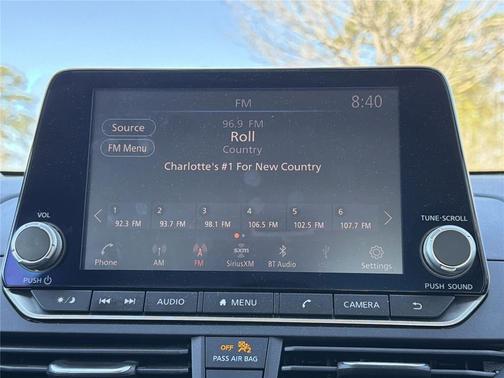 FM 8:40
Source
96.9 FM
Roll
FM Menu
Country
Charlotte's #1 For New Country
1 2 3 4 5 6
92.3 FM 93.7 FM 98.1 FM 106.5 FM 102.5 FM 107.7 FM
VOL
TUNE·SCROLL
Phone AM FM SiriusXM BT Audio Settings
sxm
PUSH
PUSH SOUND
AUDIO MENU CAMERA
OFF
PASS AIR BAG